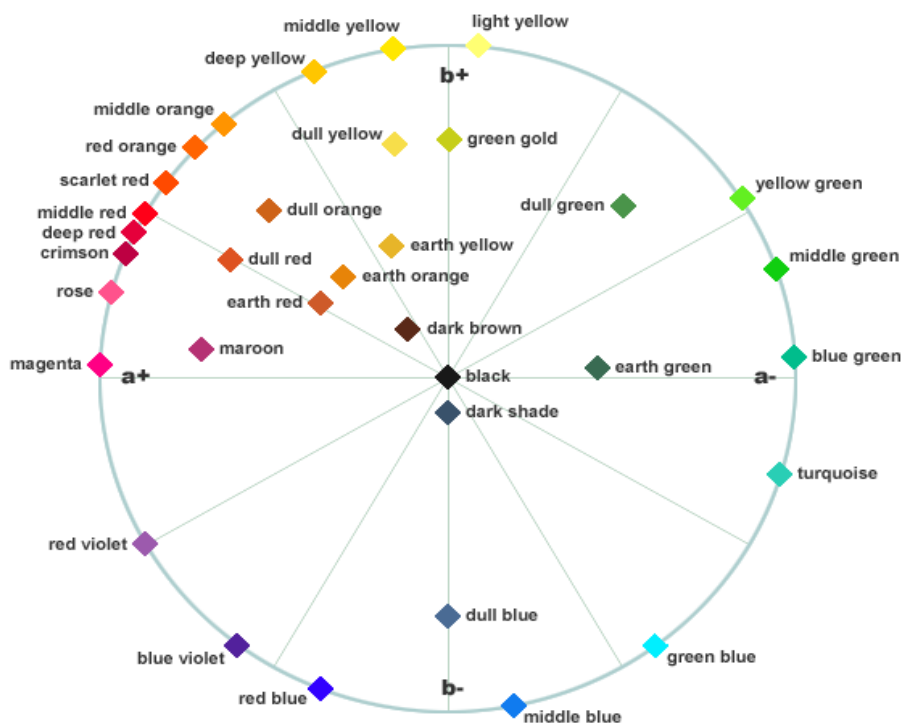 light yellow
middle yellow
deep yellow
b+
middle orange
dull yellow
green gold
red orange
scarlet red
yellow green
middle red
dull orange
dull green
deep red
crimson
earth yellow
middle green
dull red
earth orange
rose
earth red
dark brown
maroon
blue green
magenta
a+
black
earth green
a-
dark shade
turquoise
red violet
dull blue
blue violet
green blue
red blue
b-
middle blue